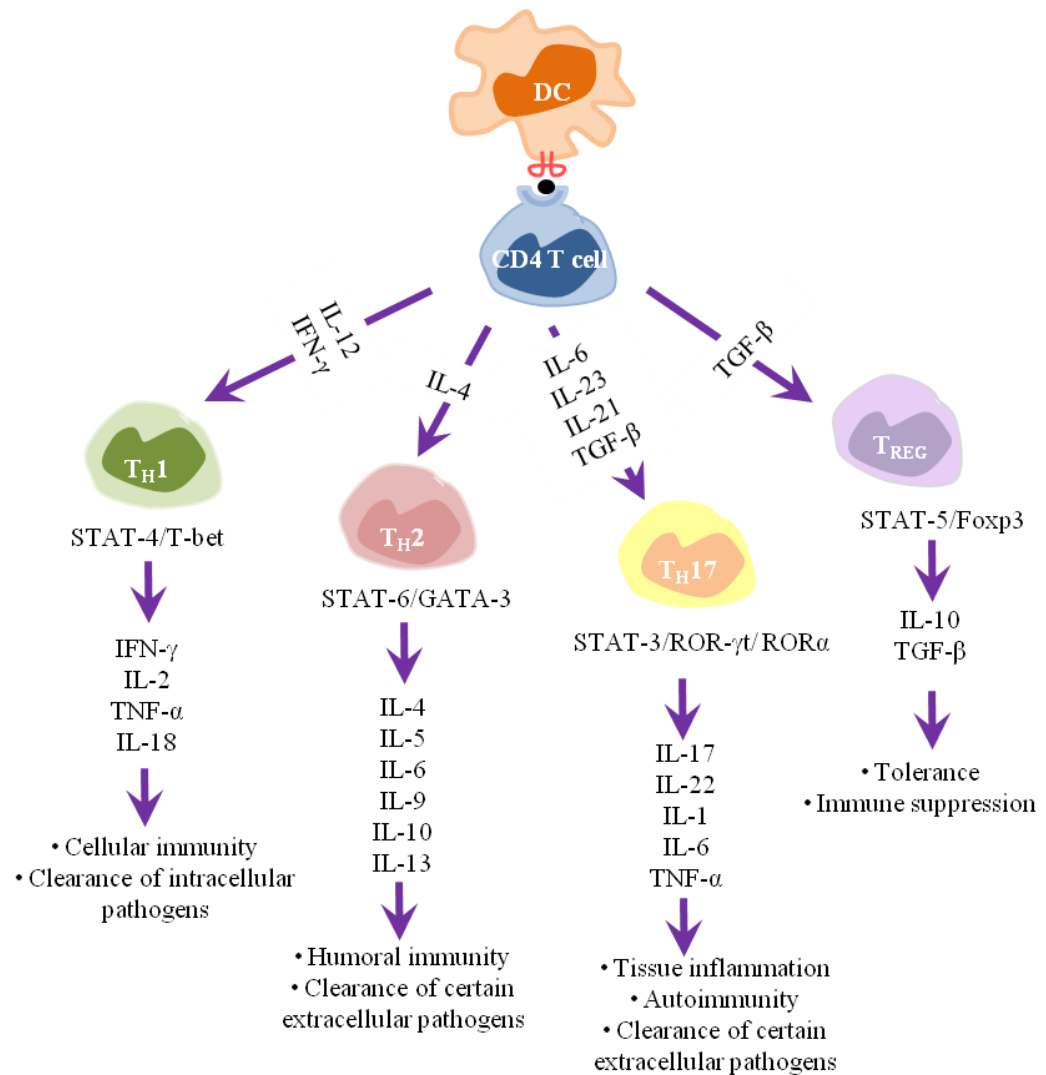 DC
CD4 T cell
IL-12
IFN-γ
IL-4
IL-6
IL-23
IL-21
TGF-β
TGF-β
TH1
STAT-4/T-bet
IFN-γ
IL-2
TNF-α
IL-18
• Cellular immunity
• Clearance of intracellular
pathogens
TH2
STAT-6/GATA-3
IL-4
IL-5
IL-6
IL-9
IL-10
IL-13
• Humoral immunity
• Clearance of certain
extracellular pathogens
TH17
STAT-3/ROR-γt/RORα
IL-17
IL-22
IL-1
IL-6
TNF-α
• Tissue inflammation
• Autoimmunity
• Clearance of certain
extracellular pathogens
TREG
STAT-5/Foxp3
IL-10
TGF-β
• Tolerance
• Immune suppression